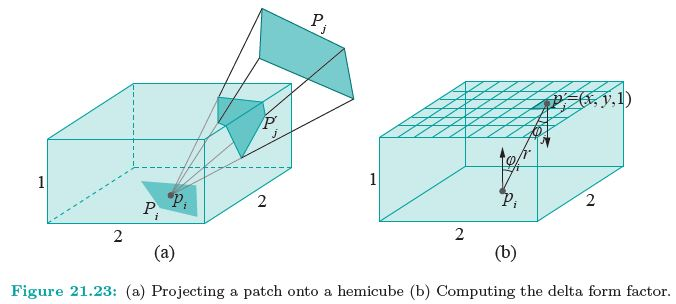 P_j
P'_j
p'_j=(x, y,1)
φ_j
r
φ_i
1
P_i
p_i
2
2
1
p_i
2
2
(a)
(b)
Figure 21.23: (a) Projecting a patch onto a hemicube (b) Computing the delta form factor.